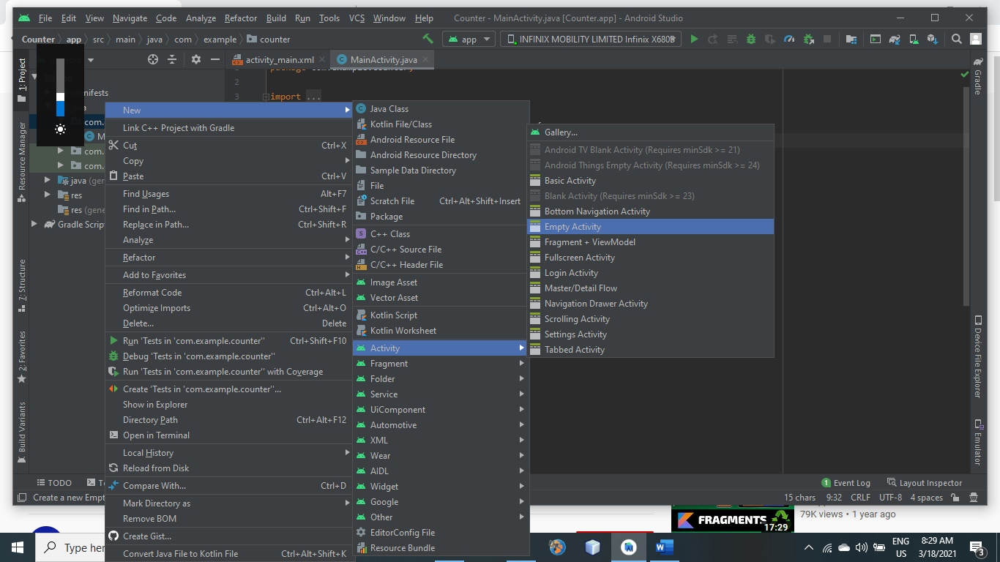 File Edit View Navigate Code Analyze Refactor Build Run Tools VCS Window Help Counter - MainActivity.java [Counter.app] - Android Studio
Counter app src main java com example counter app INFINIX MOBILITY LIMITED Infinix X680B
activity_main.xml MainActivity.java
1: Project
Resource Manager
7: Structure
2: Favorites
Build Variants
Gradle
Device File Explorer
Emulator
2
3 import ...
com.
com.
com.
java (gen
res
res (gene
Gradle Script
New
Link C++ Project with Gradle
Cut Ctrl+X
Copy
Paste Ctrl+V
Find Usages Alt+F7
Find in Path... Ctrl+Shift+F
Replace in Path... Ctrl+Shift+R
Analyze
Refactor
Add to Favorites
Reformat Code Ctrl+Alt+L
Optimize Imports Ctrl+Alt+O
Delete... Delete
Run 'Tests in 'com.example.counter'' Ctrl+Shift+F10
Debug 'Tests in 'com.example.counter''
Run 'Tests in 'com.example.counter'' with Coverage
Create 'Tests in 'com.example.counter''...
Show in Explorer
Directory Path Ctrl+Alt+F12
Open in Terminal
Local History
Reload from Disk
Compare With... Ctrl+D
Mark Directory as
Remove BOM
Create Gist...
Convert Java File to Kotlin File Ctrl+Alt+Shift+K
Java Class
Kotlin File/Class
Android Resource File
Android Resource Directory
Sample Data Directory
File
Scratch File Ctrl+Alt+Shift+Insert
Package
C++ Class
C/C++ Source File
C/C++ Header File
Image Asset
Vector Asset
Kotlin Script
Kotlin Worksheet
Activity
Fragment
Folder
Service
UiComponent
Automotive
XML
Wear
AIDL
Widget
Google
Other
EditorConfig File
Resource Bundle
Gallery...
Android TV Blank Activity (Requires minSdk >= 21)
Android Things Empty Activity (Requires minSdk >= 24)
Basic Activity
Blank Activity (Requires minSdk >= 23)
Bottom Navigation Activity
Empty Activity
Fragment + ViewModel
Fullscreen Activity
Login Activity
Master/Detail Flow
Navigation Drawer Activity
Scrolling Activity
Settings Activity
Tabbed Activity
TODO
1 Event Log Layout Inspector
Create a new Empt 15 chars 9:32 CRLF UTF-8 4 spaces
FRAGMENTS 17:29
79K views • 1 year ago
Type her
ENG 8:29 AM
US 3/18/2021 3